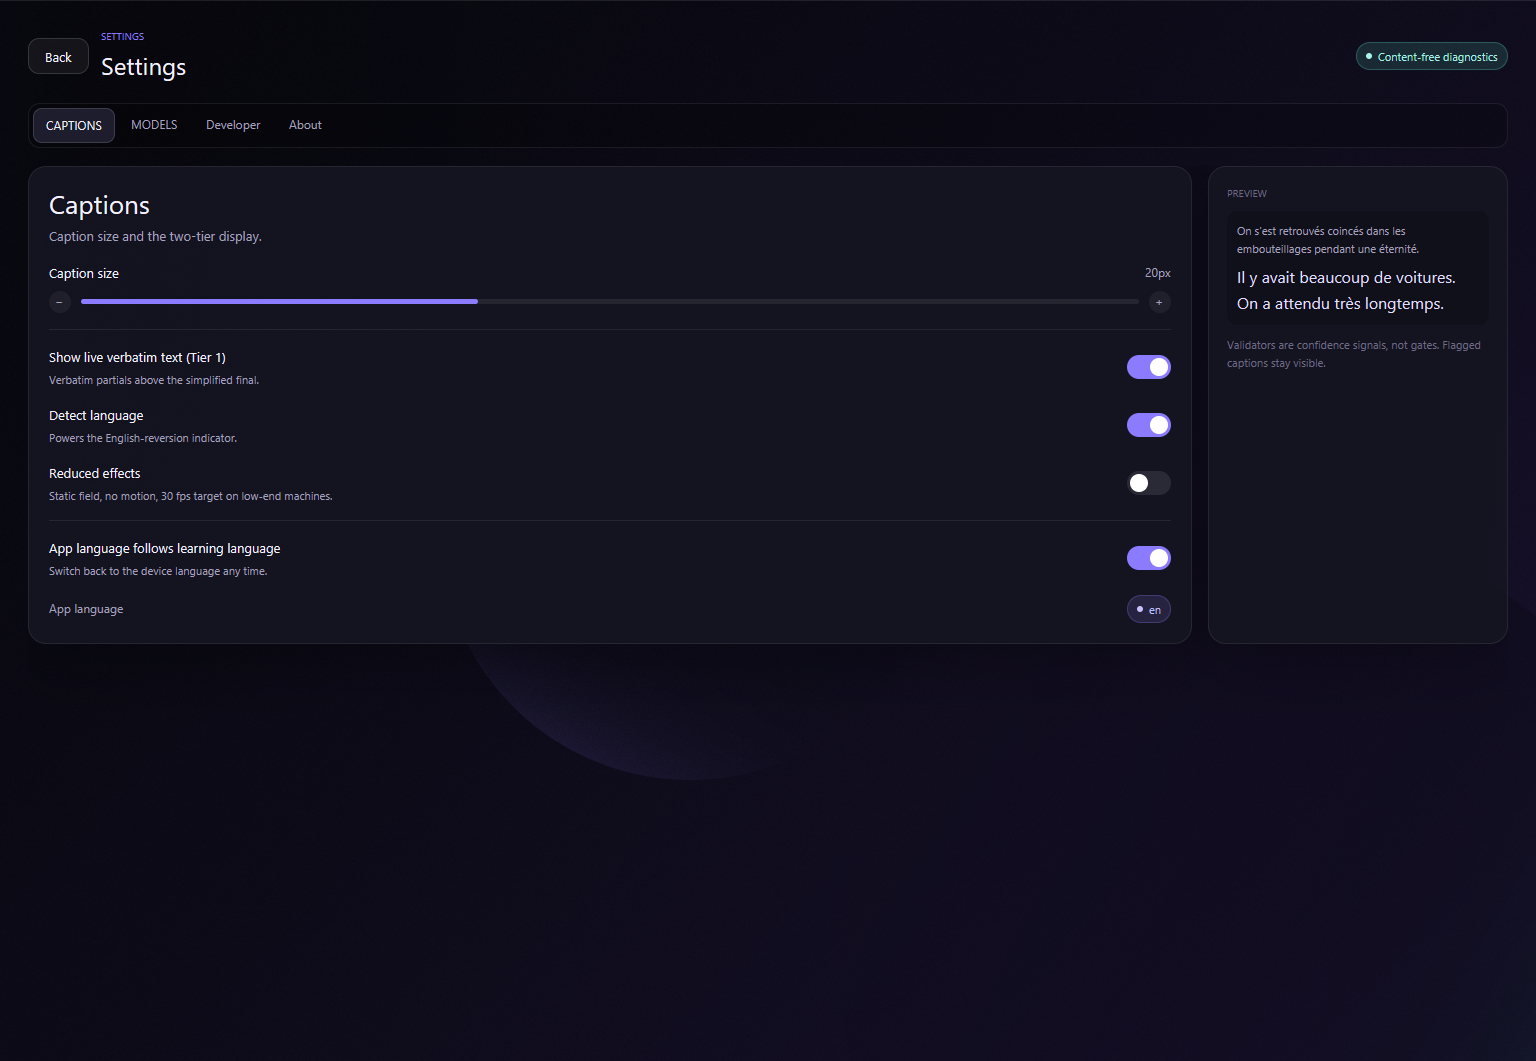 SETTINGS
Back
Settings
Content-free diagnostics
CAPTIONS
MODELS
Developer
About
Captions
Caption size and the two-tier display.
Caption size
20px
–
+
Show live verbatim text (Tier 1)
Verbatim partials above the simplified final.
Detect language
Powers the English-reversion indicator.
Reduced effects
Static field, no motion, 30 fps target on low-end machines.
App language follows learning language
Switch back to the device language any time.
App language
en
PREVIEW
On s'est retrouvés coincés dans les
embouteillages pendant une éternité.
Il y avait beaucoup de voitures.
On a attendu très longtemps.
Validators are confidence signals, not gates. Flagged
captions stay visible.